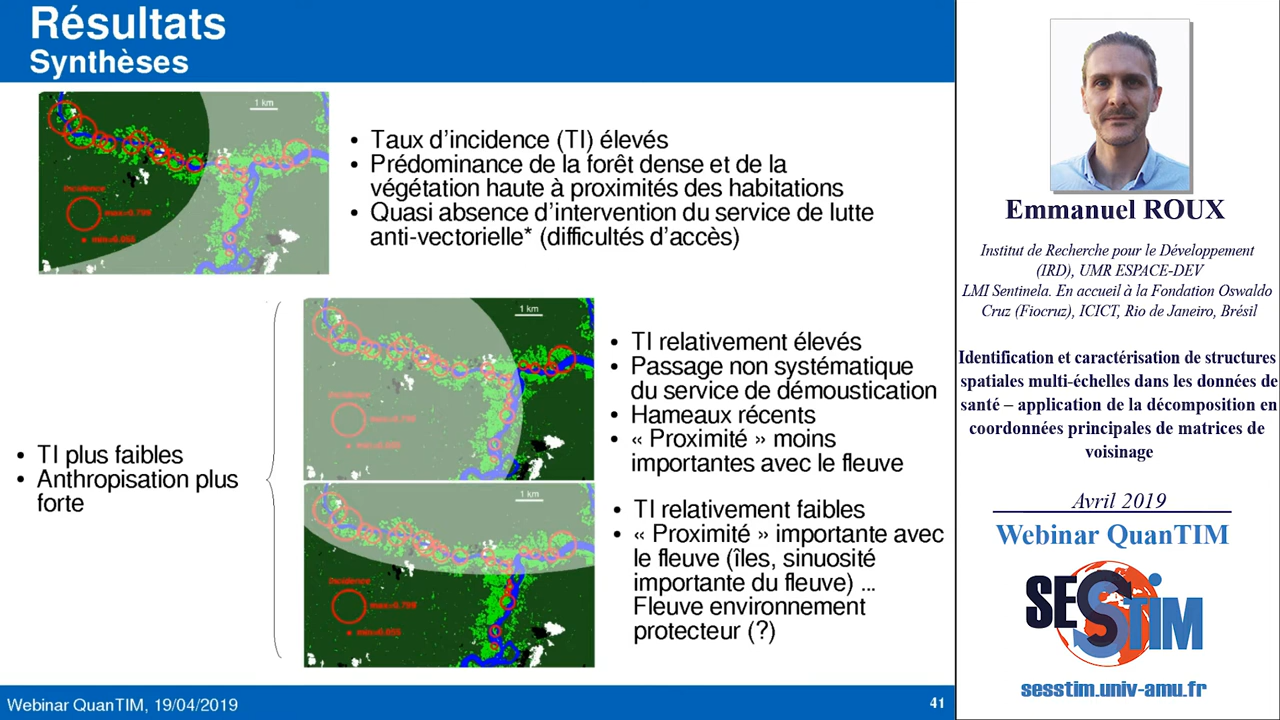 Résultats
Synthèses
1 km
Incidence
max=0.798
• Taux d'incidence (TI) élevés
• Prédominance de la forêt dense et de la
végétation haute à proximités des habitations
• Quasi absence d'intervention du service de lutte
anti-vectorielle* (difficultés d'accès)
• TI plus faibles
• Anthropisation plus
forte
1 km
Incidence
• TI relativement élevés
• Passage non systématique
du service de démoustication
• Hameaux récents
• « Proximité » moins
importantes avec le fleuve
1 km
Incidence
• TI relativement faibles
• « Proximité » importante avec
le fleuve (îles, sinuosité
importante du fleuve) ...
Fleuve environnement
protecteur (?)
Webinar QuanTIM, 19/04/2019
41
Emmanuel ROUX
Institut de Recherche pour le Dévelopement
(IRD), UMR ESPACE-DEV
LMI Sentinela. En accueil à la Fondation Oswaldo
Cruz (Fiocruz), ICICT, Rio de Janeiro, Brésil
Identification et caractérisation de structures
spatiales multi-échelles dans les données de
santé – application de la décomposition en
coordonnées principales de matrices de
voisinage
Avril 2019
Webinar QuanTIM
SESSTIM
sesstim.univ-amu.fr